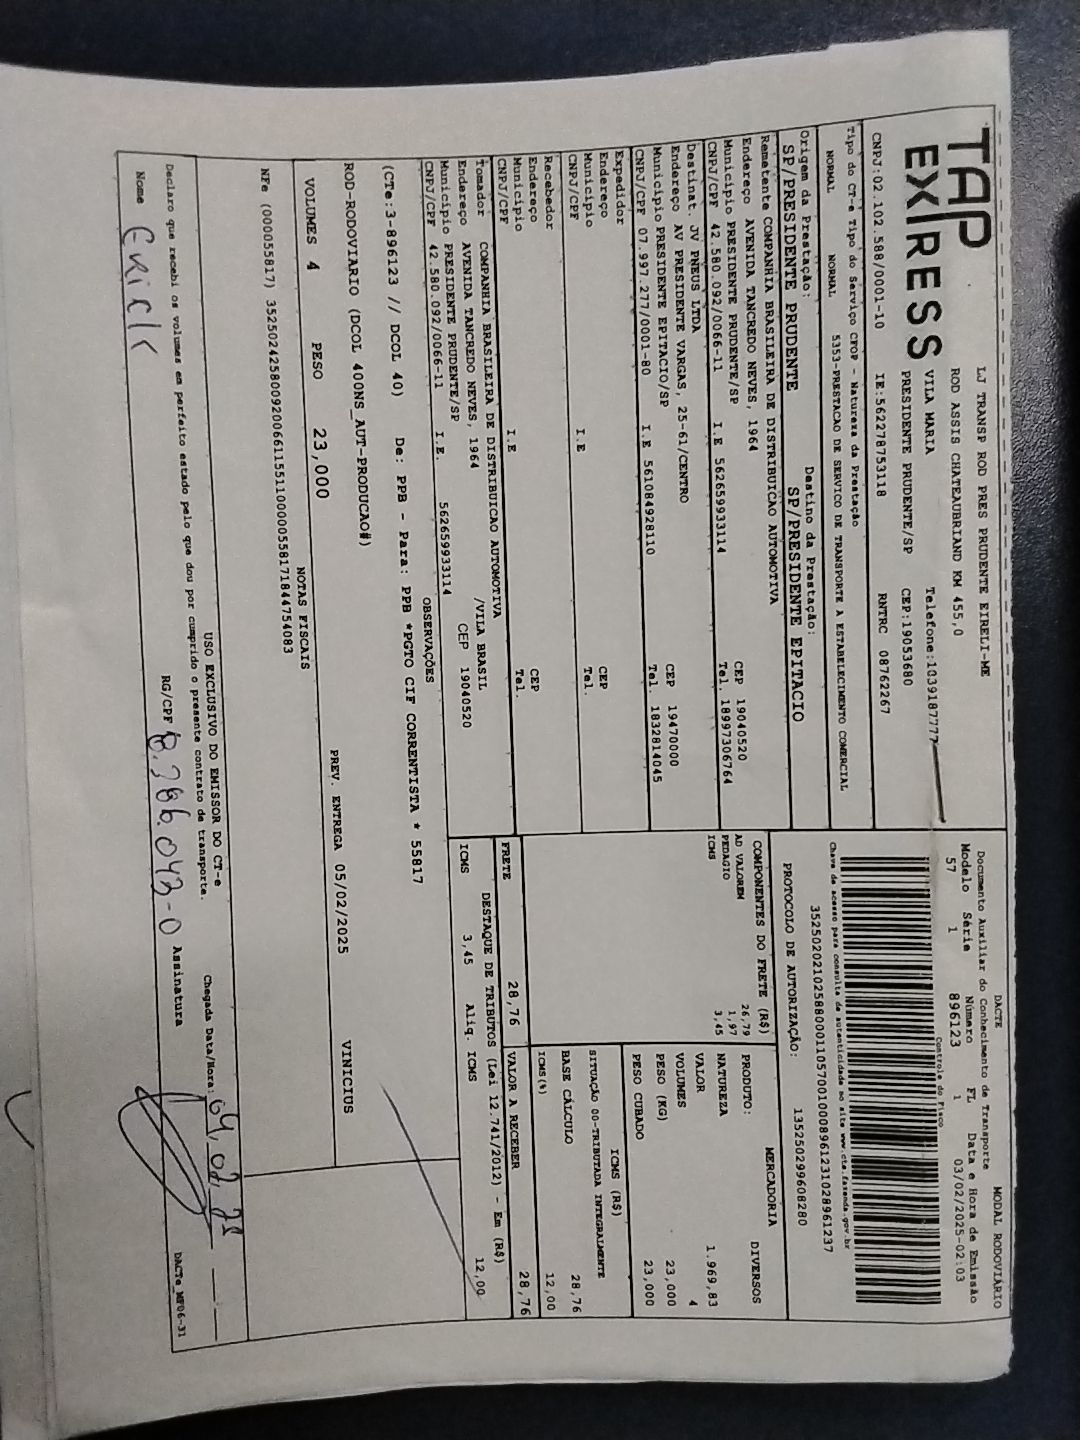 TAP
EXIRESS
LJ TRANSP ROD PRES PRUDENTE EIRELI-ME
ROD ASSIS CHATEAUBRIAND KM 455,0
VILA MARIA Telefone:1039187777
PRESIDENTE PRUDENTE/SP CEP:19053680
CNPJ:02.102.588/0001-10 IE:562278753118 RNTRC 08762267
DACTE MODAL RODOVIÁRIO
Documento Auxiliar do Conhecimento de Transporte
Modelo Série Número FL Data e Hora de Emissão
57 1 896123 1 03/02/2025-02:03
Controle do Fisco
Chave de acesso para consulta de autenticidade no site www.cte.fazenda.gov.br
35250202102588000110570010008961231028961237
PROTOCOLO DE AUTORIZAÇÃO: 135250299608280
Tipo do CT-e Tipo do Serviço CFOP - Natureza da Prestação
NORMAL NORMAL 5353-PRESTACAO DE SERVICO DE TRANSPORTE A ESTABELECIMENTO COMERCIAL
Origem da Prestação: Destino da Prestação:
SP/PRESIDENTE PRUDENTE SP/PRESIDENTE EPITACIO
Remetente COMPANHIA BRASILEIRA DE DISTRIBUICAO AUTOMOTIVA
Endereço AVENIDA TANCREDO NEVES, 1964 CEP 19040520
Município PRESIDENTE PRUDENTE/SP Tel. 18997306764
CNPJ/CPF 42.580.092/0066-11 I.E 562659933114
Destinat. JV PNEUS LTDA
Endereço AV PRESIDENTE VARGAS, 25-61/CENTRO CEP 19470000
Município PRESIDENTE EPITACIO/SP Tel. 1832814045
CNPJ/CPF 07.997.277/0001-80 I.E 561084928110
Expedidor
Endereço CEP
Município Tel.
CNPJ/CPF I.E
Recebedor
Endereço CEP
Município Tel.
CNPJ/CPF I.E
Tomador COMPANHIA BRASILEIRA DE DISTRIBUICAO AUTOMOTIVA
Endereço AVENIDA TANCREDO NEVES, 1964 /VILA BRASIL
Município PRESIDENTE PRUDENTE/SP CEP 19040520
CNPJ/CPF 42.580.092/0066-11 I.E. 562659933114
COMPONENTES DO FRETE (R$)
AD VALOREM 26,79
PEDAGIO 1,97
ICMS 3,45
FRETE 28,76
MERCADORIA
PRODUTO: DIVERSOS
NATUREZA
VALOR 1.969,83
VOLUMES 4
PESO (KG) 23,000
PESO CUBADO 23,000
ICMS (R$)
SITUAÇÃO 00-TRIBUTADA INTEGRALMENTE
BASE CÁLCULO 28,76
ICMS(%) 12,00
VALOR A RECEBER 28,76
DESTAQUE DE TRIBUTOS (Lei 12.741/2012) - Em (R$)
ICMS 3,45 Aliq. ICMS 12,00
OBSERVAÇÕES
(CTe:3-896123 // DCOL 40) De: PPB - Para: PPB *PGTO CIF CORRENTISTA * 55817
ROD-RODOVIARIO (DCOL 400NS_AUT-PRODUCAO#)
VOLUMES 4 PESO 23,000 PREV. ENTREGA 05/02/2025 VINICIUS
NOTAS FISCAIS
NFe (000055817) 35250242580092006611551100000558171844754083
USO EXCLUSIVO DO EMISSOR DO CT-e
Declaro que recebi os volumes em perfeito estado pelo que dou por cumprido o presente contrato de transporte.
Chegada Data/Hora: 04,02,25
Nome Erick RG/CPF 8.386.043-0 Assinatura
DACTe_MF06-31